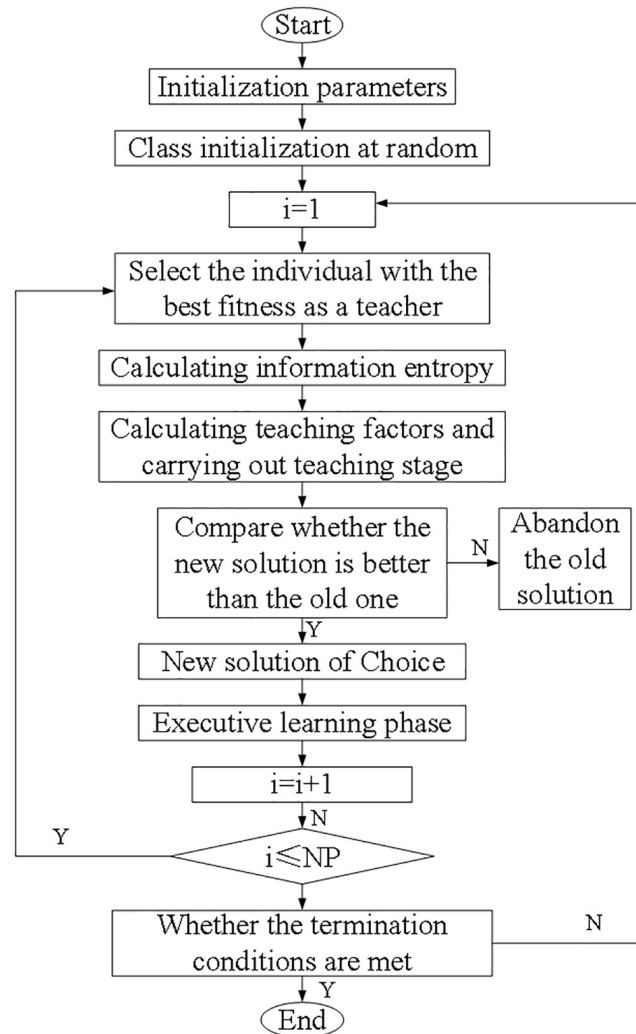 Start
Initialization parameters
Class initialization at random
i=1
Select the individual with the
best fitness as a teacher
Calculating information entropy
Calculating teaching factors and
carrying out teaching stage
Compare whether the
new solution is better
than the old one
N
Abandon
the old
solution
Y
New solution of Choice
Executive learning phase
i=i+1
N
Y
i≤NP
Whether the termination
conditions are met
N
Y
End